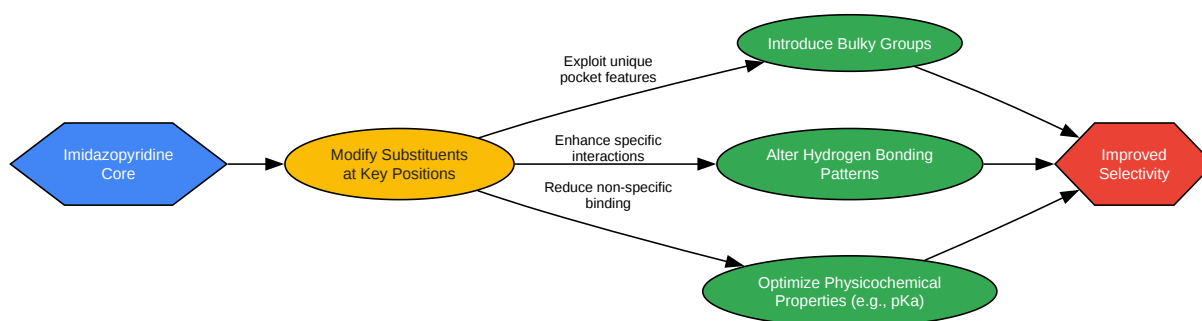 Imidazopyridine
Core
Modify Substituents
at Key Positions
Exploit unique
pocket features
Enhance specific
interactions
Reduce non-specific
binding
Introduce Bulky Groups
Alter Hydrogen Bonding
Patterns
Optimize Physicochemical
Properties (e.g., pKa)
Improved
Selectivity